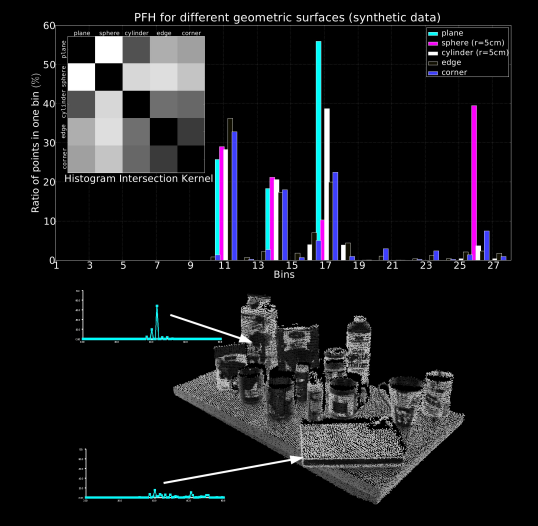 PFH for different geometric surfaces (synthetic data)
60
50
40
30
20
10
0
Ratio of points in one bin (%)
plane sphere cylinder edge corner
plane
sphere
cylinder
edge
corner
Histogram Intersection Kernel
plane
sphere (r=5cm)
cylinder (r=5cm)
edge
corner
1 3 5 7 9 11 13 15 17 19 21 23 25 27
Bins